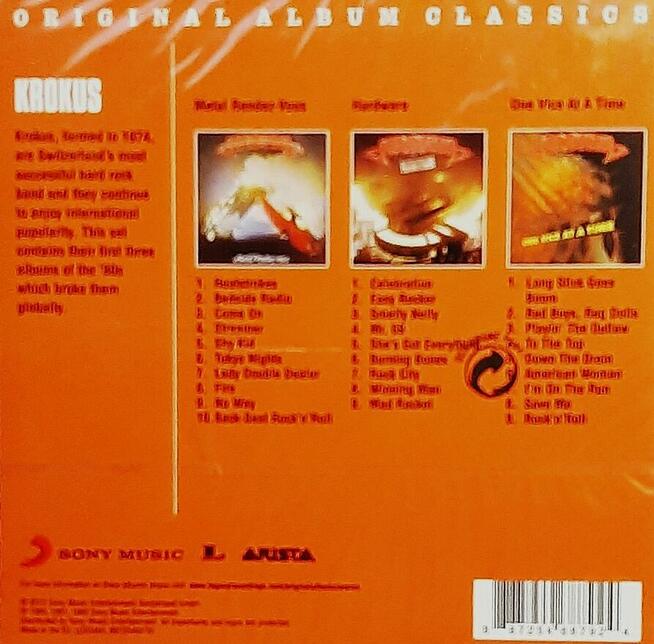 ORIGINAL ALBUM CLASSICS
KROKUS
Krokus, formed in 1974,
are Switzerland's most
successful hard rock
band and they continue
to enjoy international
popularity. This set
contains their first three
albums of the '80s
which broke them
globally.
Metal Rendez-Vous
1. Heatstrokes
2. Bedside Radio
3. Come On
4. Streamer
5. Shy Kid
6. Tokyo Nights
7. Lady Double Dealer
8. Fire
9. No Way
10. Back-Seat Rock'n'Roll
Hardware
1. Celebration
2. Easy Rocker
3. Smelly Nelly
4. Mr. 69
5. She's Got Everything
6. Burning Bones
7. Rock City
8. Winning Man
9. Mad Racket
One Vice At A Time
ONE VICE AT A TIME
1. Long Stick Goes
Boom
2. Bad Boys, Rag Dolls
3. Playin' The Outlaw
4. To The Top
5. Down The Drain
6. American Woman
7. I'm On The Run
8. Save Me
9. Rock'n'Roll
SONY MUSIC
L
ARISTA